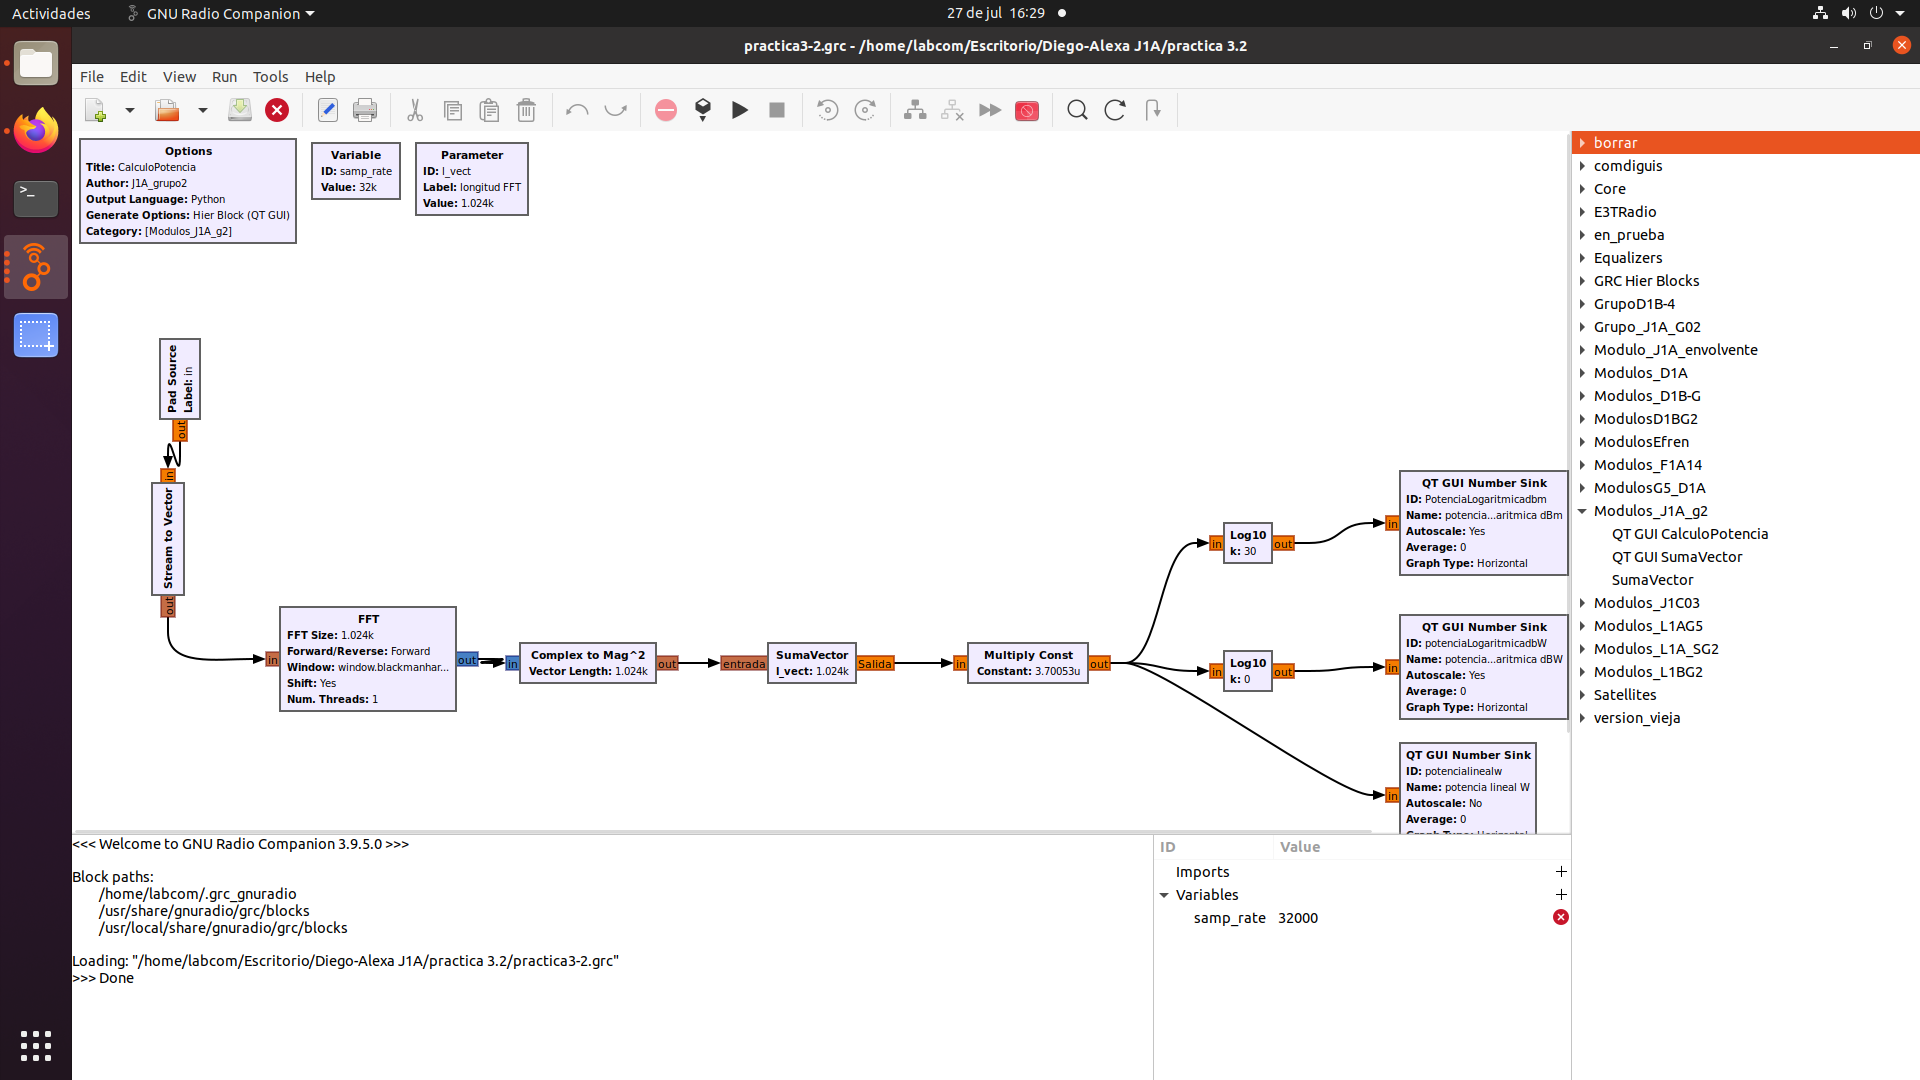 Actividades
GNU Radio Companion
27 de jul 16:29
practica3-2.grc - /home/labcom/Escritorio/Diego-Alexa J1A/practica 3.2
File Edit View Run Tools Help
Options
Title: CalculoPotencia
Author: J1A_grupo2
Output Language: Python
Generate Options: Hier Block (QT GUI)
Category: [Modulos_J1A_g2]
Variable
ID: samp_rate
Value: 32k
Parameter
ID: l_vect
Label: longitud FFT
Value: 1.024k
Pad Source
Label: in
out
in
Stream to Vector
out
in
FFT
FFT Size: 1.024k
Forward/Reverse: Forward
Window: window.blackmanhar...
Shift: Yes
Num. Threads: 1
out
in
Complex to Mag^2
Vector Length: 1.024k
out
entrada
SumaVector
l_vect: 1.024k
Salida
in
Multiply Const
Constant: 3.70053u
out
in
Log10
k: 30
out
in
QT GUI Number Sink
ID: PotenciaLogaritmicadbm
Name: potencia...aritmica dBm
Autoscale: Yes
Average: 0
Graph Type: Horizontal
in
Log10
k: 0
out
in
QT GUI Number Sink
ID: potenciaLogaritmicadbW
Name: potencia...aritmica dBW
Autoscale: Yes
Average: 0
Graph Type: Horizontal
in
QT GUI Number Sink
ID: potencialinealw
Name: potencia lineal W
Autoscale: No
Average: 0
Graph Type: Horizontal
borrar
comdiguis
Core
E3TRadio
en_prueba
Equalizers
GRC Hier Blocks
GrupoD1B-4
Grupo_J1A_G02
Modulo_J1A_envolvente
Modulos_D1A
Modulos_D1B-G
ModulosD1BG2
ModulosEfren
Modulos_F1A14
ModulosG5_D1A
Modulos_J1A_g2
QT GUI CalculoPotencia
QT GUI SumaVector
SumaVector
Modulos_J1C03
Modulos_L1AG5
Modulos_L1A_SG2
Modulos_L1BG2
Satellites
version_vieja
<<< Welcome to GNU Radio Companion 3.9.5.0 >>>
Block paths:
/home/labcom/.grc_gnuradio
/usr/share/gnuradio/grc/blocks
/usr/local/share/gnuradio/grc/blocks
Loading: "/home/labcom/Escritorio/Diego-Alexa J1A/practica 3.2/practica3-2.grc"
>>> Done
ID Value
Imports
Variables
samp_rate 32000